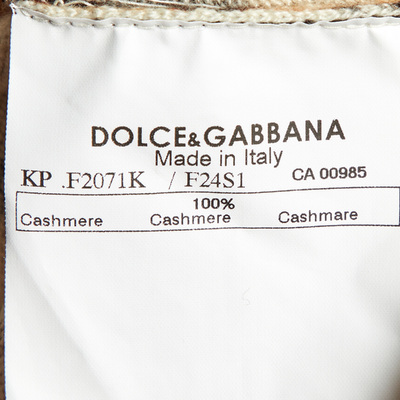 DOLCE&GABBANA
Made in Italy
KP .F2071K / F24S1 CA 00985
100%
Cashmere Cashmere Cashmare